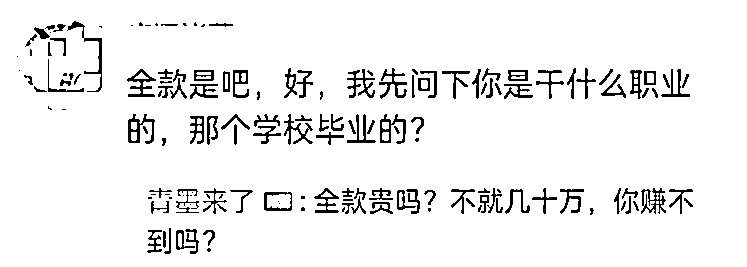 全款是吧，好，我先问下你是干什么职业
的，那个学校毕业的？
青墨来了：全款贵吗？不就几十万，你赚不
到吗？